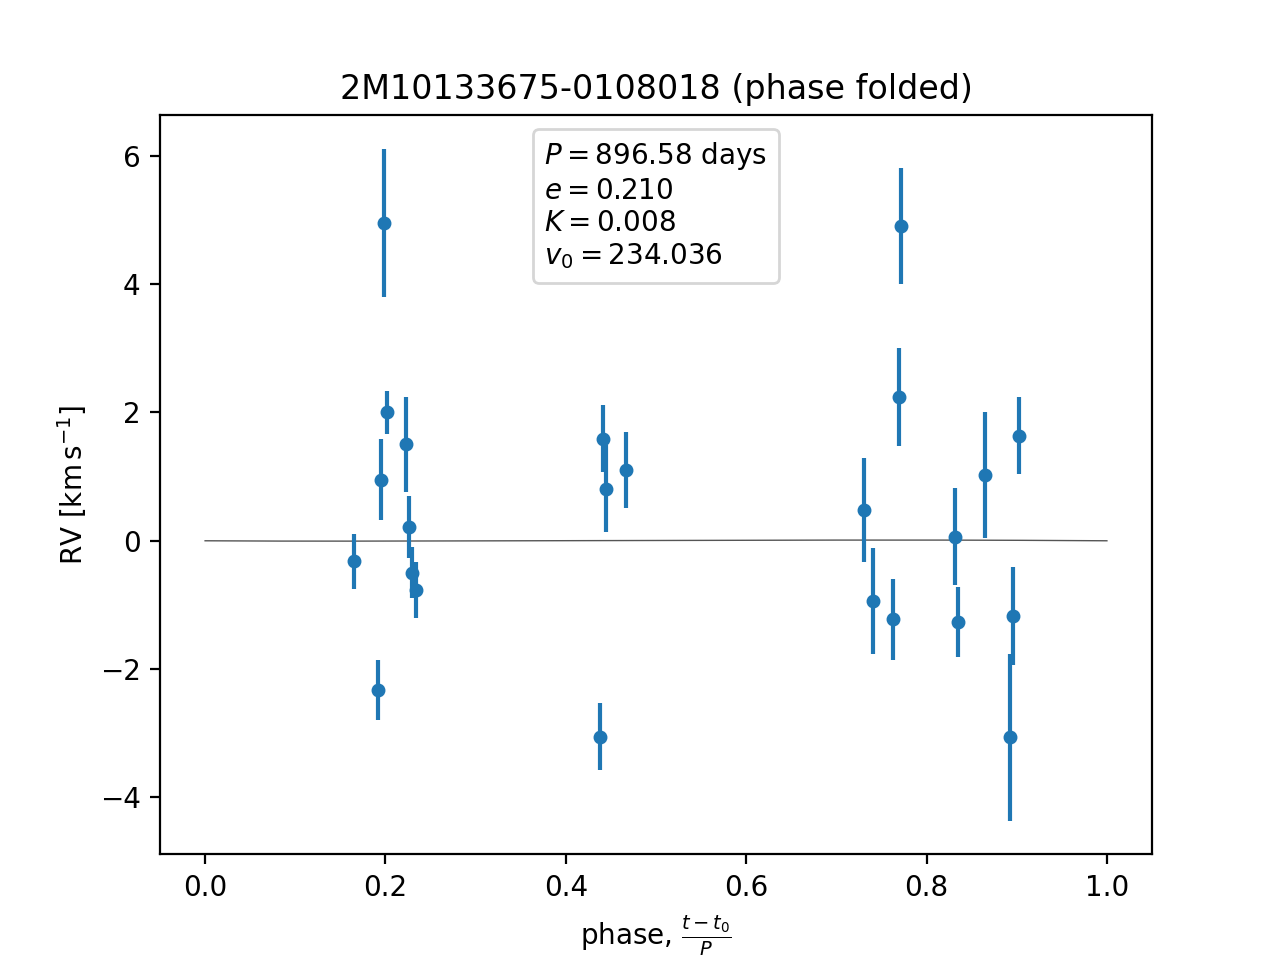 2M10133675-0108018 (phase folded)
P = 896.58 days
e = 0.210
K = 0.008
v₀ = 234.036
RV [km s⁻¹]
6
4
2
0
−2
−4
0.0 0.2 0.4 0.6 0.8 1.0
phase, (t − t₀)/P